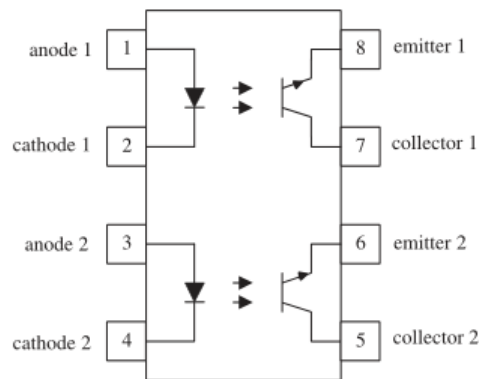 anode 1 1 8 emitter 1
cathode 1 2 7 collector 1
anode 2 3 6 emitter 2
cathode 2 4 5 collector 2